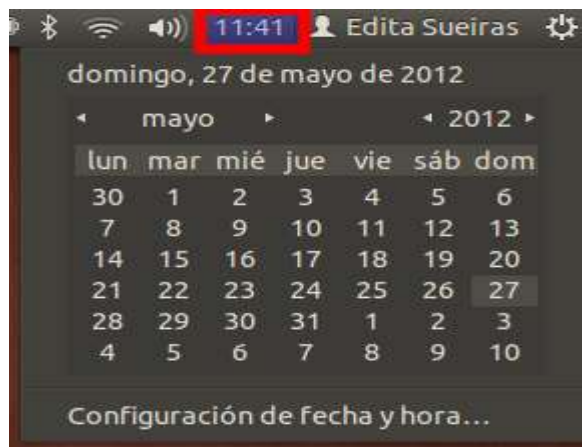 11:41 Edita Sueiras
domingo, 27 de mayo de 2012
mayo 2012
lun mar mié jue vie sáb dom
30 1 2 3 4 5 6
7 8 9 10 11 12 13
14 15 16 17 18 19 20
21 22 23 24 25 26 27
28 29 30 31 1 2 3
4 5 6 7 8 9 10
Configuración de fecha y hora...